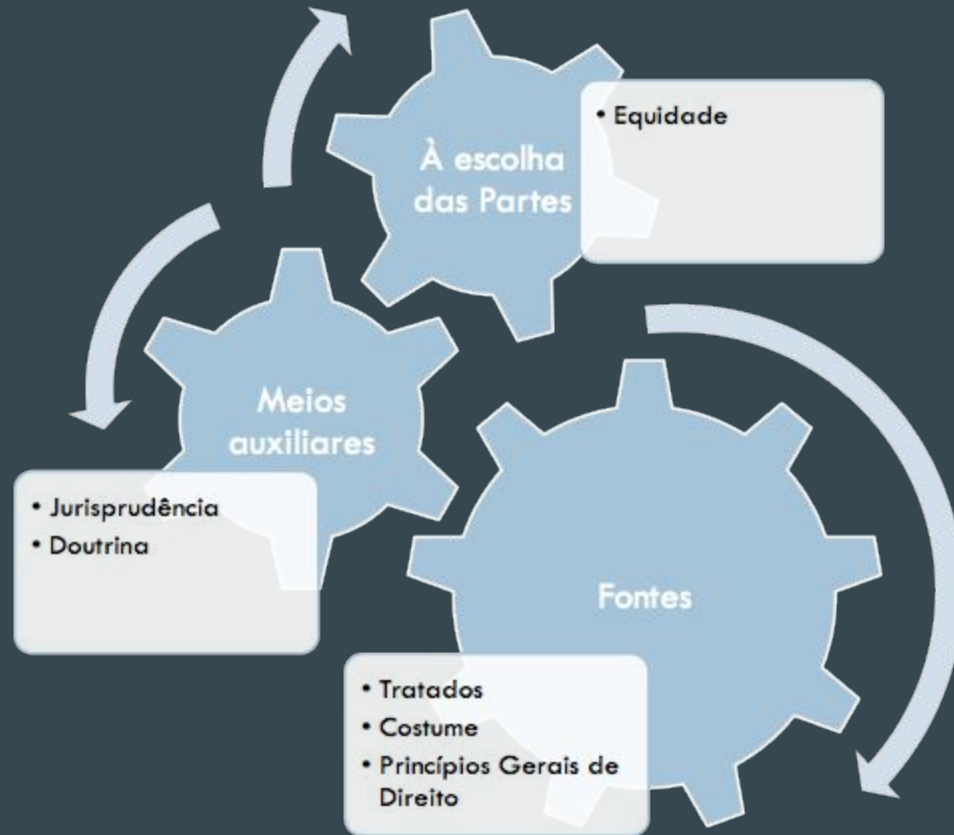 À escolha
das Partes
• Equidade
Meios
auxiliares
• Jurisprudência
• Doutrina
Fontes
• Tratados
• Costume
• Princípios Gerais de
Direito